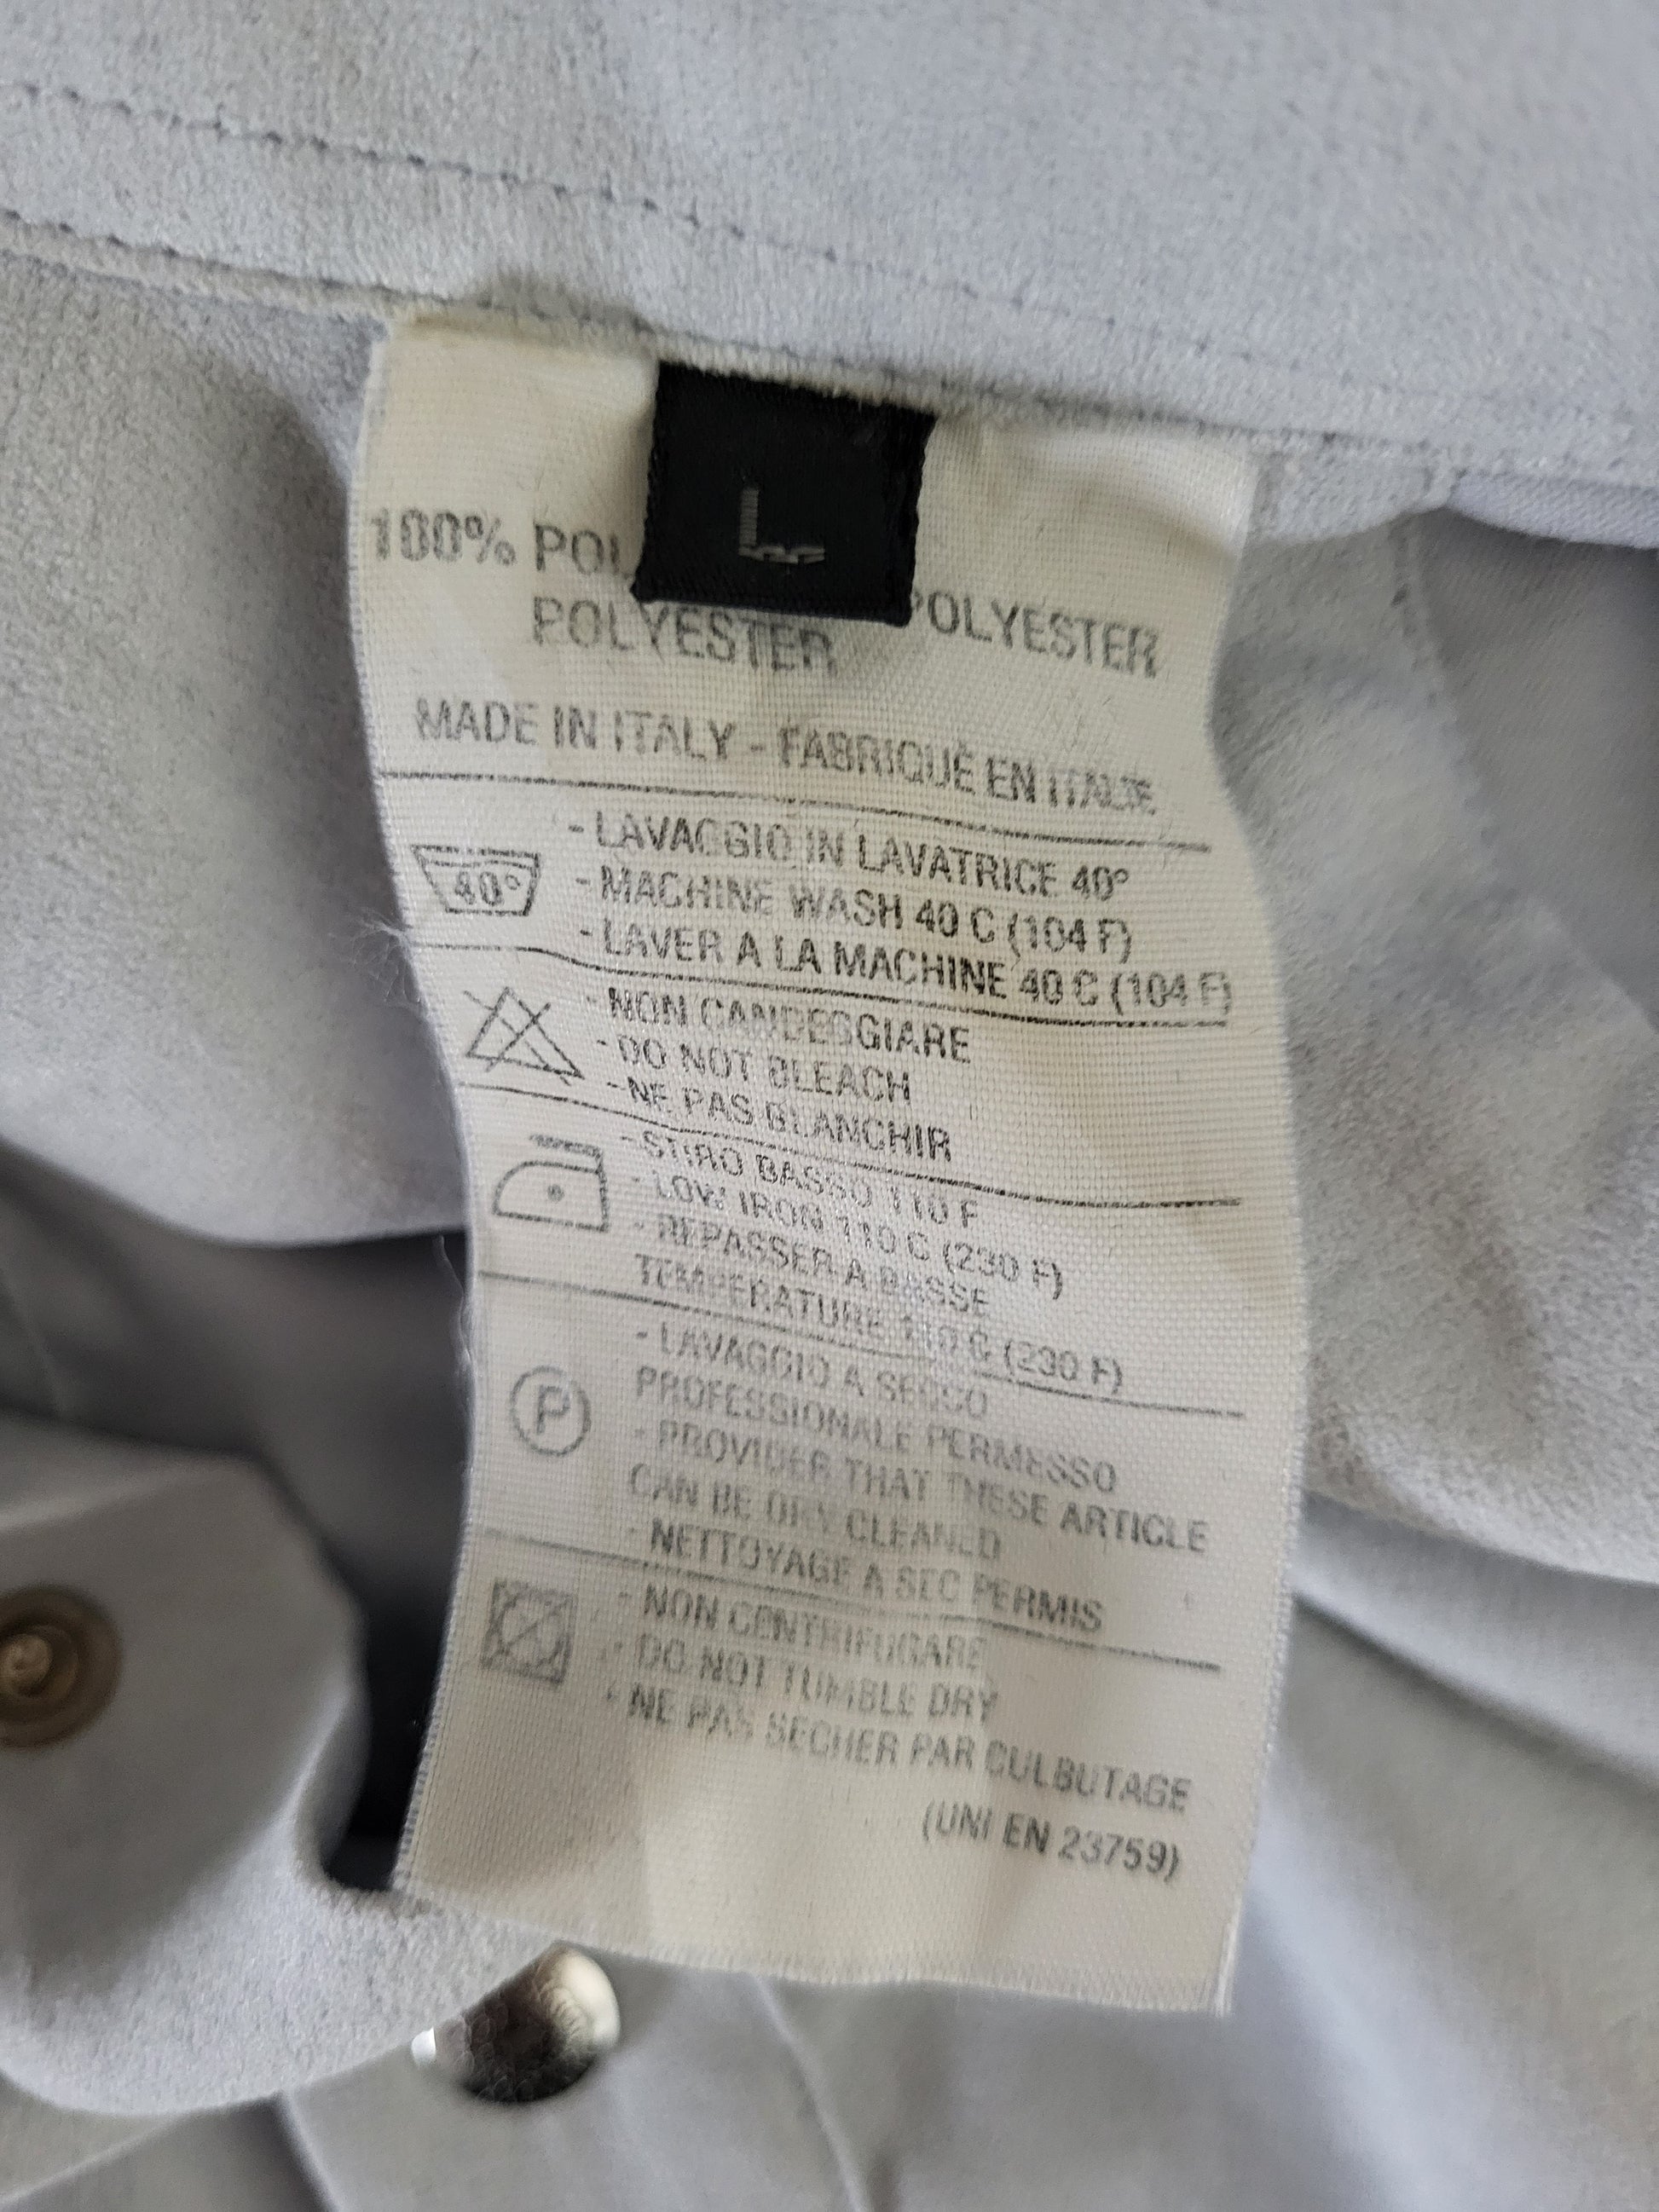 L
100% POL
POLYESTER
POLYESTER
MADE IN ITALY - FABRIQUÈ EN ITALIE
40°
- LAVAGGIO IN LAVATRICE 40°
- MACHINE WASH 40 C (104 F)
- LAVER A LA MACHINE 40 C (104 F)
- NON CANDEGGIARE
- DO NOT BLEACH
- NE PAS BLANCHIR
- STIRO BASSO 110 F
- LOW IRON 110 C (230 F)
- REPASSER A BASSE
TEMPERATURE 110 C (230 F)
P
- LAVAGGIO A SECCO
PROFESSIONALE PERMESSO
- PROVIDER THAT THESE ARTICLE
CAN BE DRY CLEANED
- NETTOYAGE A SEC PERMIS
- NON CENTRIFUGARE
- DO NOT TUMBLE DRY
- NE PAS SECHER PAR CULBUTAGE
(UNI EN 23759)